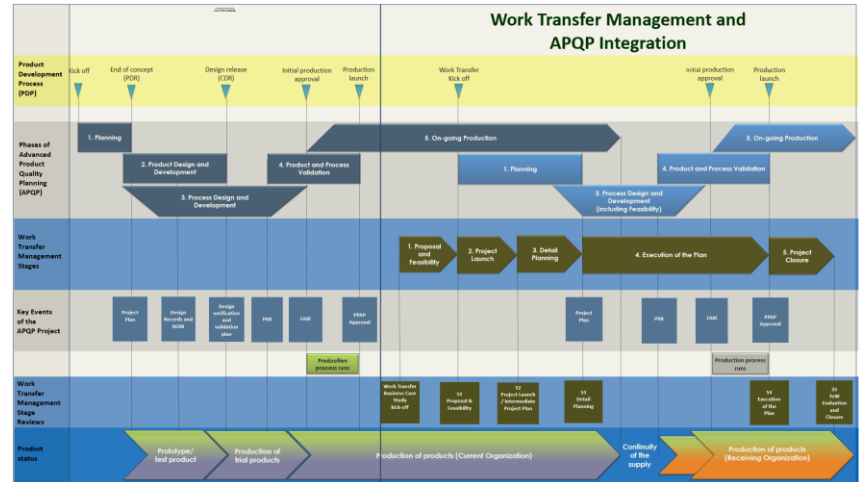 Work Transfer Management and
APQP Integration
Product
Development
Process
(PDP)
Kick off
End of concept
(PDR)
Design release
(CDR)
Initial production
approval
Production
launch
Work Transfer
Kick off
Initial production
approval
Production
launch
Phases of
Advanced
Product
Quality
Planning
(APQP)
1. Planning
2. Product Design and
Development
3. Process Design and
Development
4. Product and Process
Validation
5. On-going Production
1. Planning
3. Process Design and
Development
(Including Feasibility)
4. Product and Process
Validation
5. On-going Production
Work
Transfer
Management
Stages
1. Proposal
and
Feasibility
2. Project
Launch
3. Detail
Planning
4. Execution of the Plan
5. Project
Closure
Key Events
of the
APQP Project
Project
Plan
Design
Records and
BOM
Design
verification
and
validation
plan
PRR
FAIR
PPAP
Approval
Project
Plan
PRR
FAIR
PPAP
Approval
Production
process runs
Production process
runs
Work
Transfer
Management
Stage
Reviews
Work Transfer
Business Case
Study
Kick-off
S1
Proposal &
Feasibility
S2
Project Launch
/ Intermediate
Project Plan
S3
Detail
Planning
S4
Execution
of the
Plan
S5
ToW
Evaluation
and
Closure
Product
status
Prototype/
test product
Production of
trial products
Production of products (Current Organization)
Continuity
of the
supply
Production of products
(Receiving Organization)